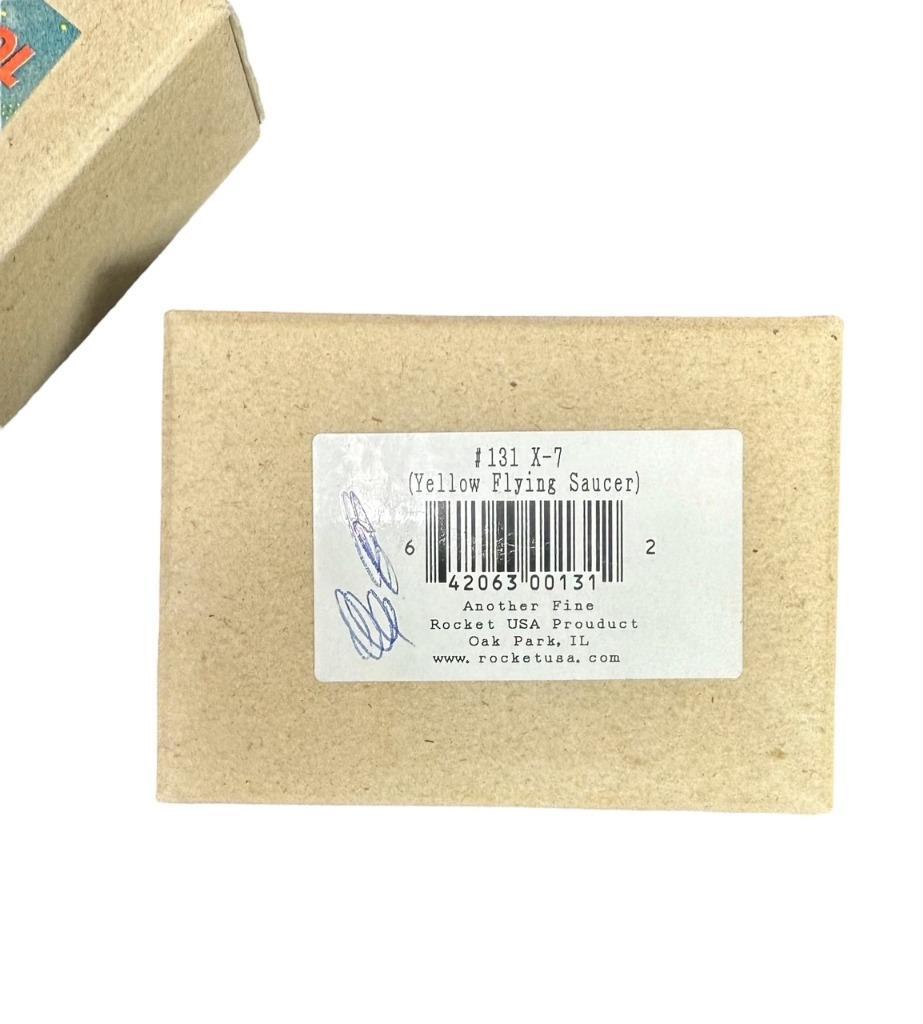 #131 X-7
(Yellow Flying Saucer)
6 42063 00131 2
Another Fine
Rocket USA Prouduct
Oak Park, IL
www.rocketusa.com